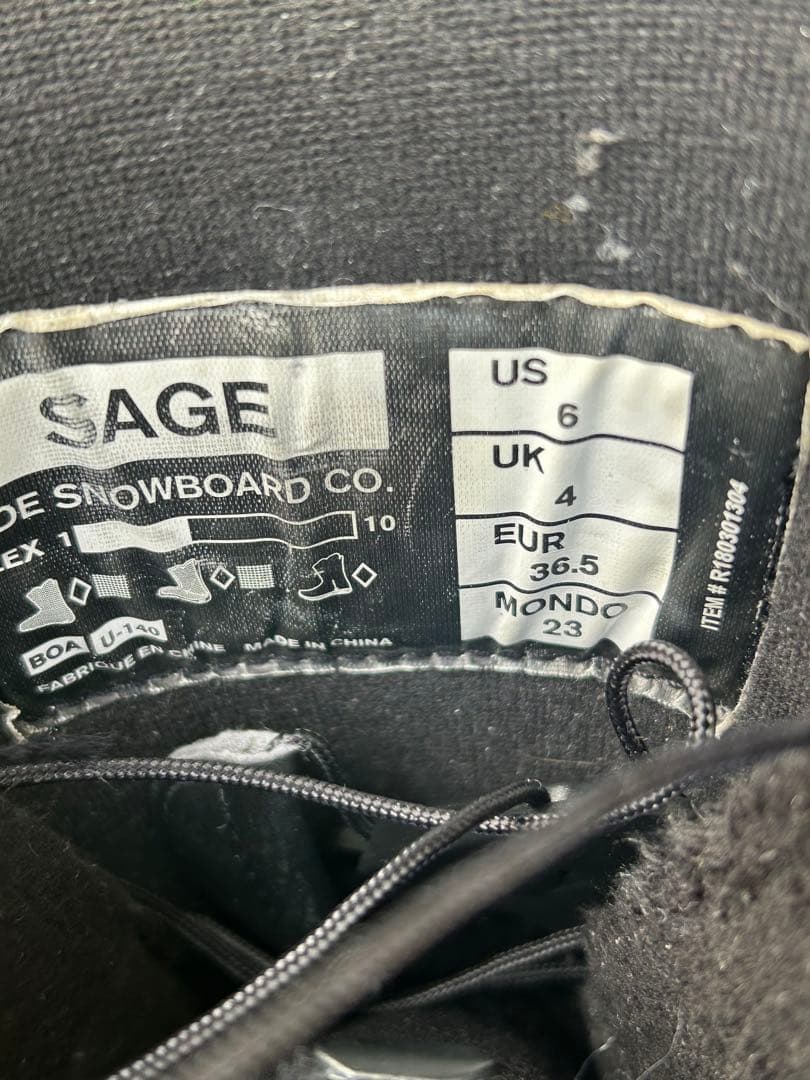 SAGE
DE SNOWBOARD CO.
LEX 1 10
BOA U-140
FABRIQUE EN CHINE MADE IN CHINA
US
6
UK
4
EUR
36.5
MONDO
23
ITEM # R180301304